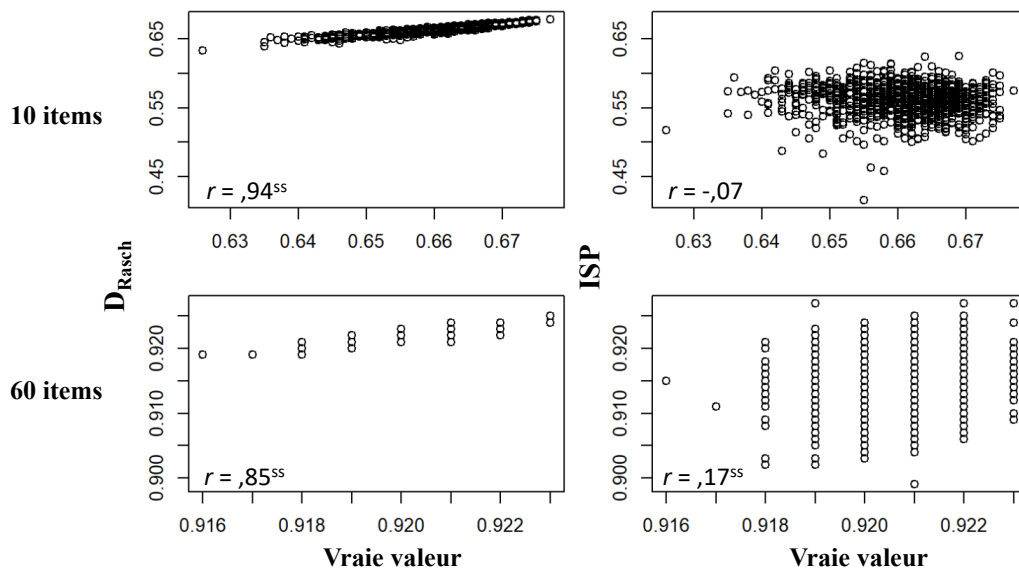 10 items
0.45 0.55 0.65
r = ,94ss
0.63 0.64 0.65 0.66 0.67
0.45 0.55 0.65
r = -,07
0.63 0.64 0.65 0.66 0.67
DRasch
ISP
60 items
0.900 0.910 0.920
r = ,85ss
0.916 0.918 0.920 0.922
Vraie valeur
0.900 0.910 0.920
r = ,17ss
0.916 0.918 0.920 0.922
Vraie valeur